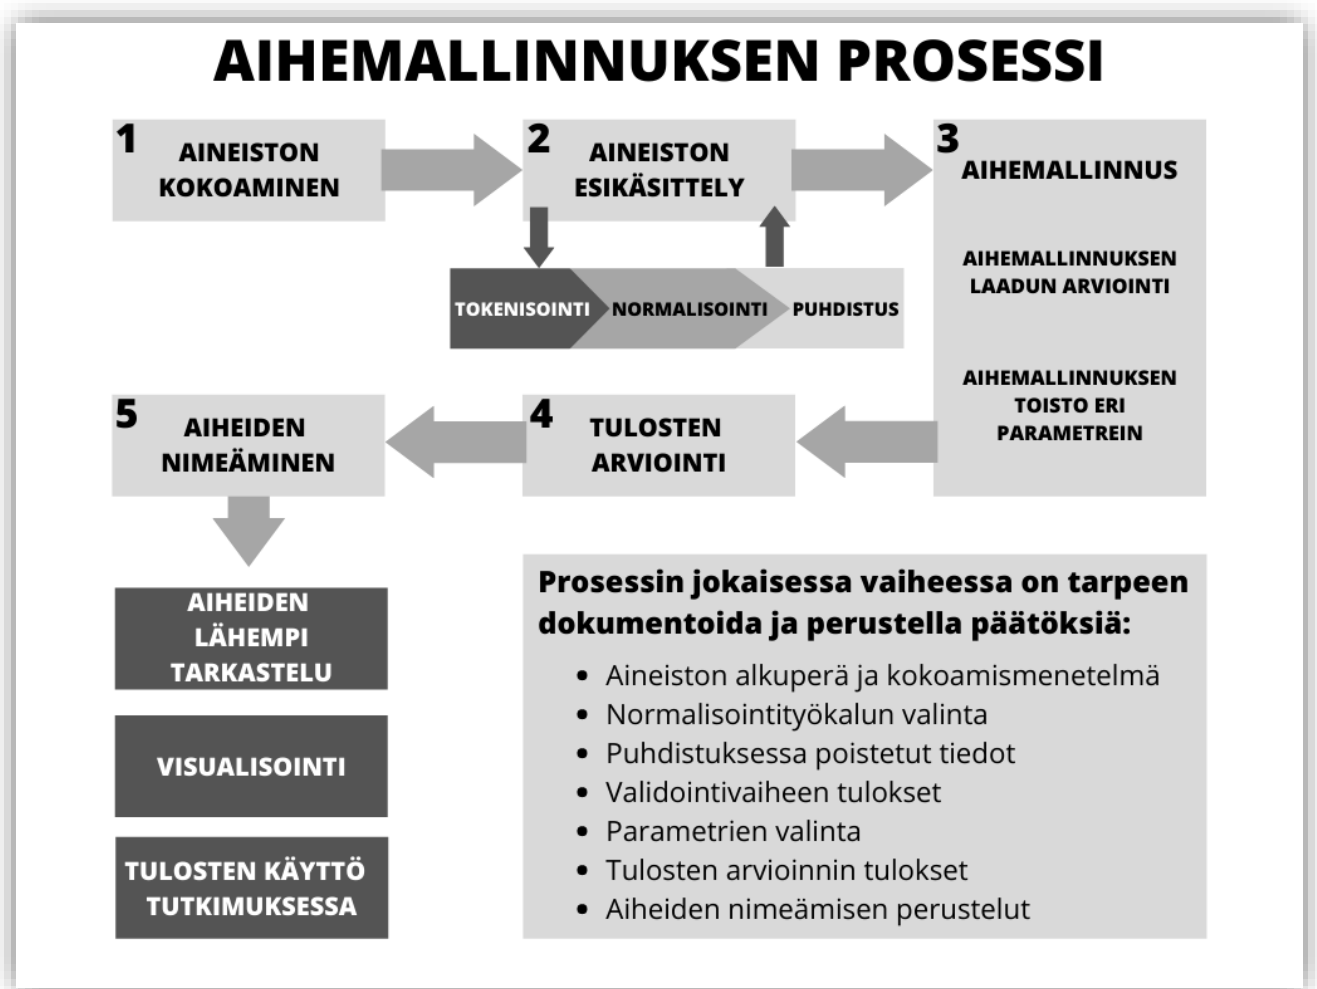 AIHEMALLINNUKSEN PROSESSI
1
AINEISTON
KOKOAMINEN
2
AINEISTON
ESIKÄSITTELY
TOKENISOINTI
NORMALISOINTI
PUHDISTUS
3
AIHEMALLINNUS
AIHEMALLINNUKSEN
LAADUN ARVIOINTI
AIHEMALLINNUKSEN
TOISTO ERI
PARAMETREIN
4
TULOSTEN
ARVIOINTI
5
AIHEIDEN
NIMEÄMINEN
AIHEIDEN
LÄHEMPI
TARKASTELU
VISUALISOINTI
TULOSTEN KÄYTTÖ
TUTKIMUKSESSA
Prosessin jokaisessa vaiheessa on tarpeen
dokumentoida ja perustella päätöksiä:
• Aineiston alkuperä ja kokoamismenetelmä
• Normalisointityökalun valinta
• Puhdistuksessa poistetut tiedot
• Validointivaiheen tulokset
• Parametrien valinta
• Tulosten arvioinnin tulokset
• Aiheiden nimeämisen perustelut